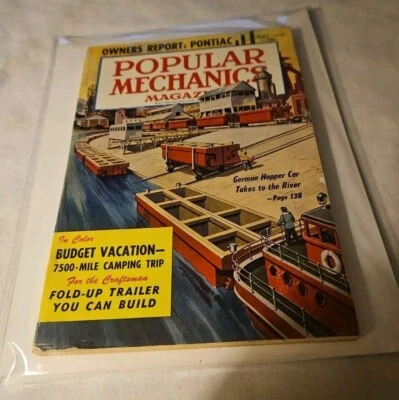 OWNERS REPORT: PONTIAC
POPULAR
MECHANICS
MAGAZ
German Hopper Car
Takes to the River
—Page 138
In Color
BUDGET VACATION—
7500-MILE CAMPING TRIP
For the Craftsman
FOLD-UP TRAILER
YOU CAN BUILD